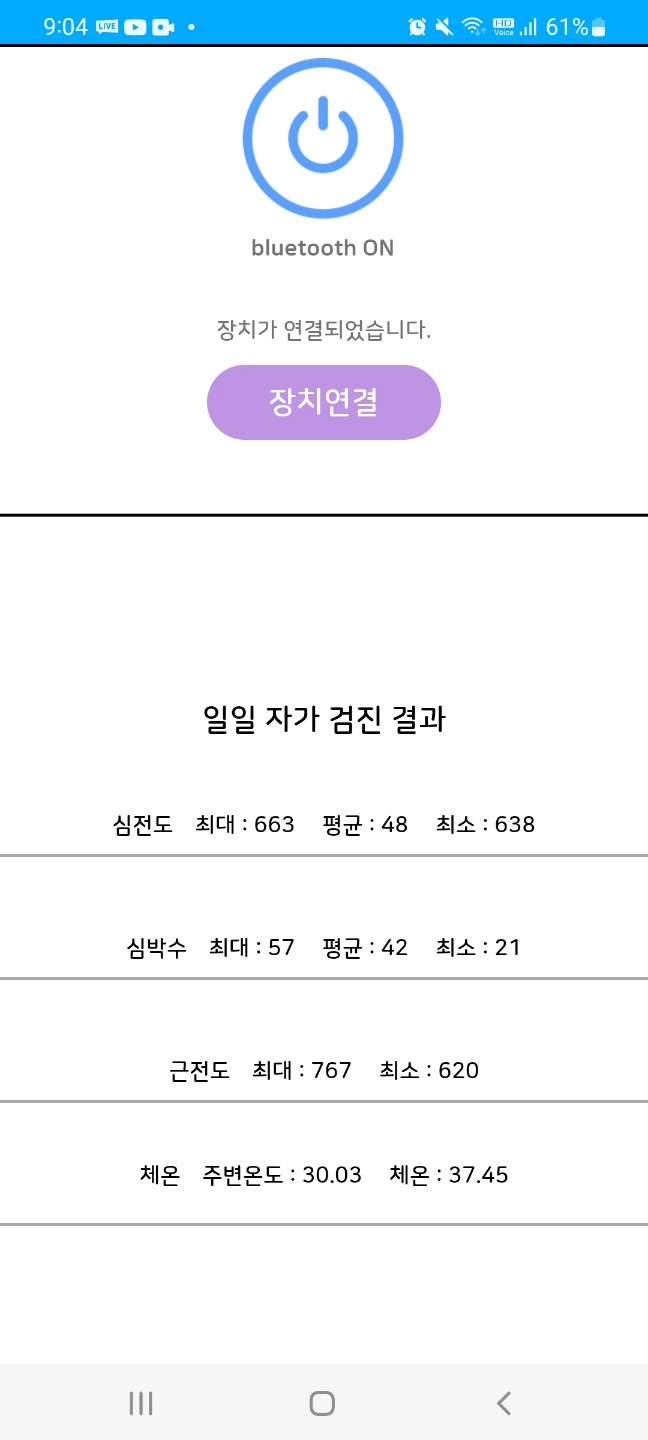 9:04 LIVE HD Voice 61%
bluetooth ON
장치가 연결되었습니다.
장치연결
일일 자가 검진 결과
심전도 최대 : 663 평균 : 48 최소 : 638
심박수 최대 : 57 평균 : 42 최소 : 21
근전도 최대 : 767 최소 : 620
체온 주변온도 : 30.03 체온 : 37.45